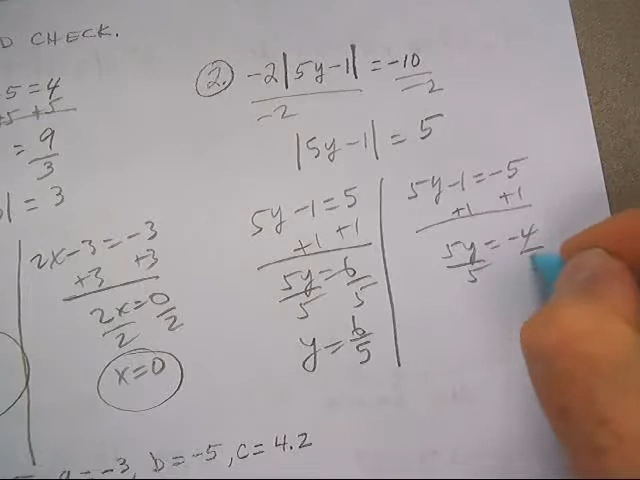 D CHECK.
-5 = 4
+5 +5
= 9/3
| = 3
2x-3=-3
+3 +3
2x/2=0/2
x=0
2. -2|5y-1| = -10
-2 -2
|5y-1| = 5
5y-1=5
+1 +1
5y/5=6/5
y=6/5
5y-1=-5
+1 +1
5y/5=-4
a=-3, b=-5, c=4.2